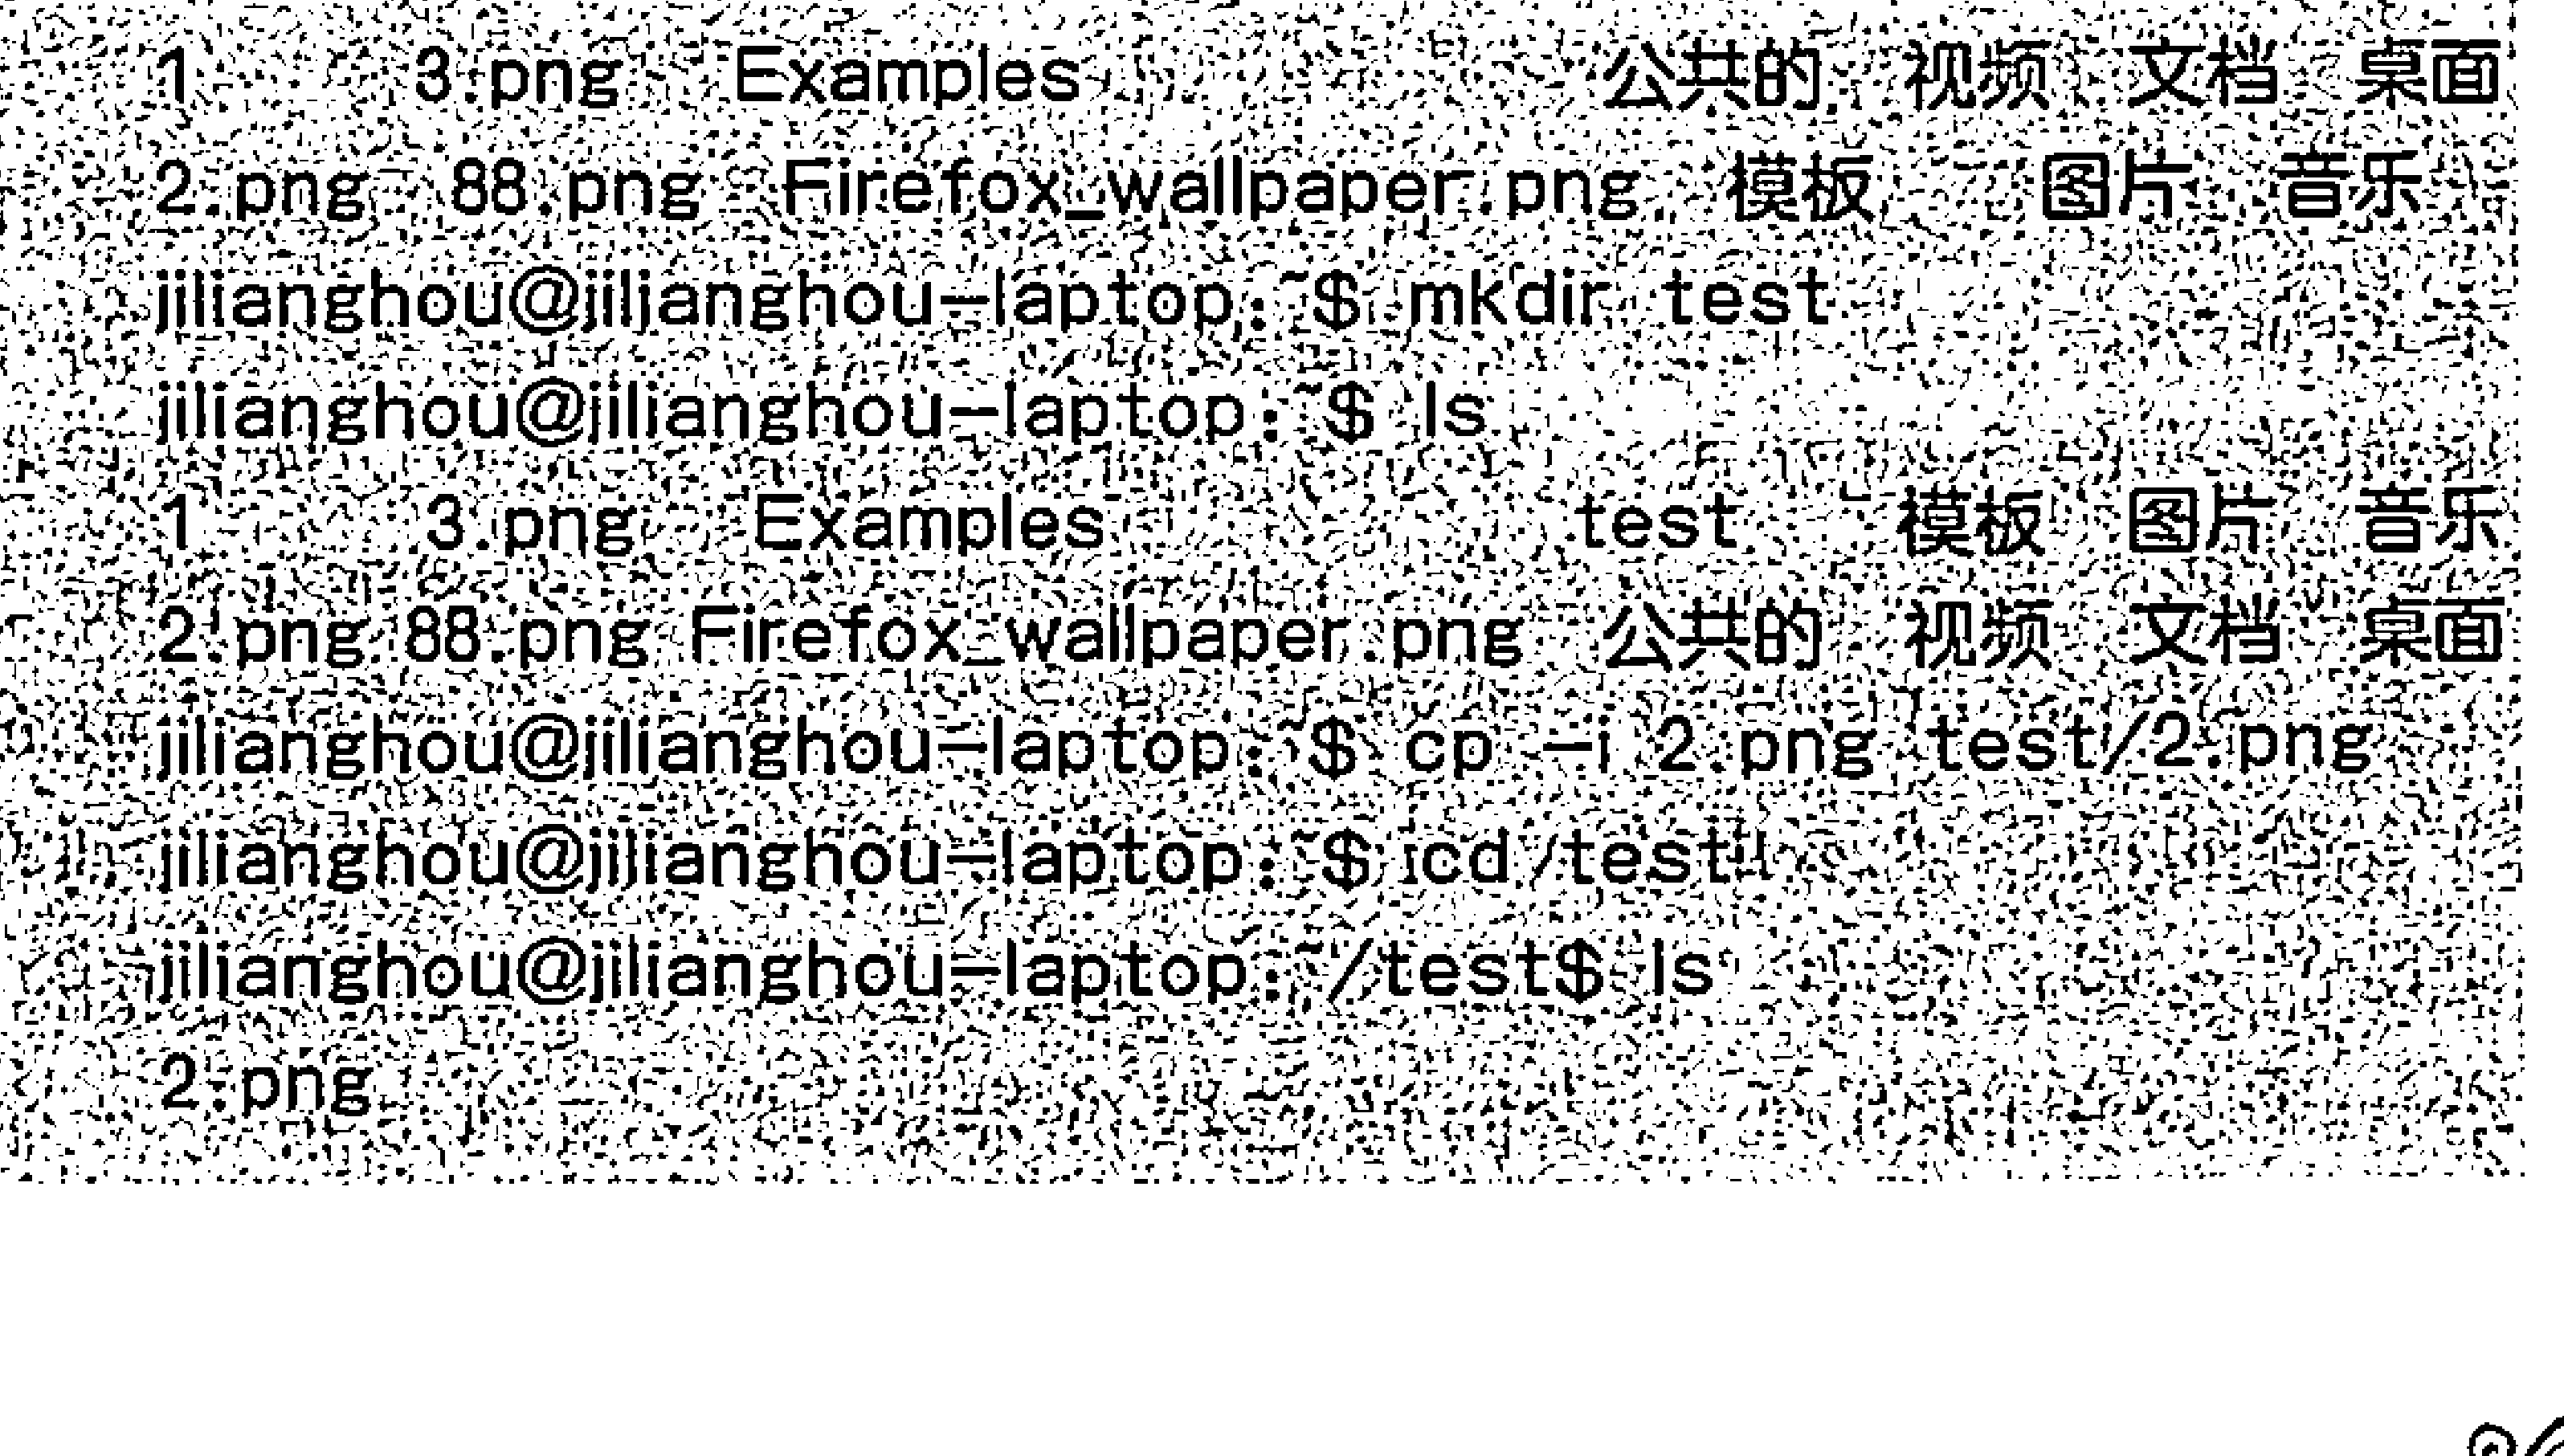 1 3.png Examples 公共的 视频 文档 桌面
2.png 88.png Firefox_wallpaper.png 模板 图片 音乐
jilianghou@jilianghou-laptop:~$ mkdir test
jilianghou@jilianghou-laptop:~$ ls
1 3.png Examples test 模板 图片 音乐
2.png 88.png Firefox_wallpaper.png 公共的 视频 文档 桌面
jilianghou@jilianghou-laptop:~$ cp -i 2.png test/2.png
jilianghou@jilianghou-laptop:~$ cd test
jilianghou@jilianghou-laptop:~/test$ ls
2.png